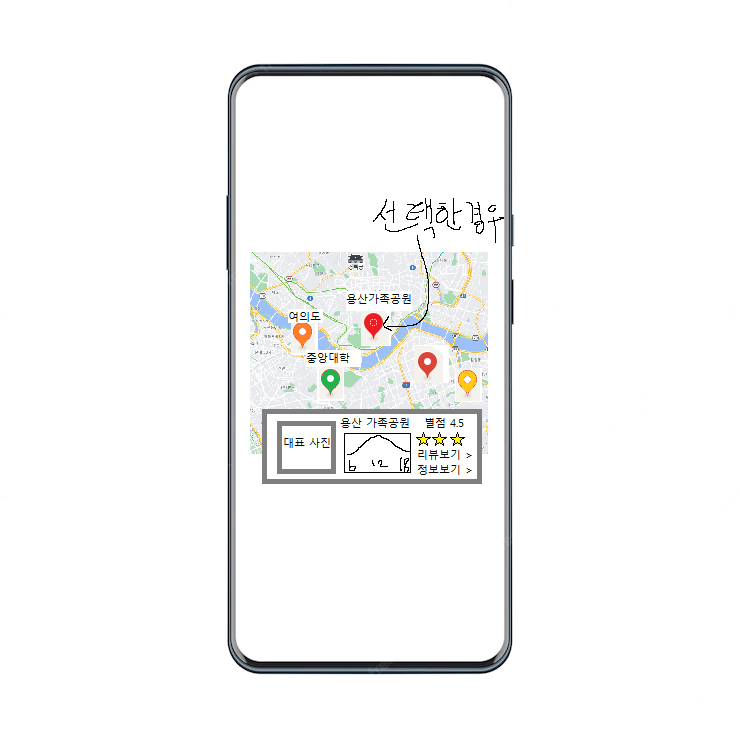 선택한경우
용산가족공원
여의도
중앙대학
대표 사진
용산 가족공원
6 12 18
별점 4.5
리뷰보기 >
정보보기 >